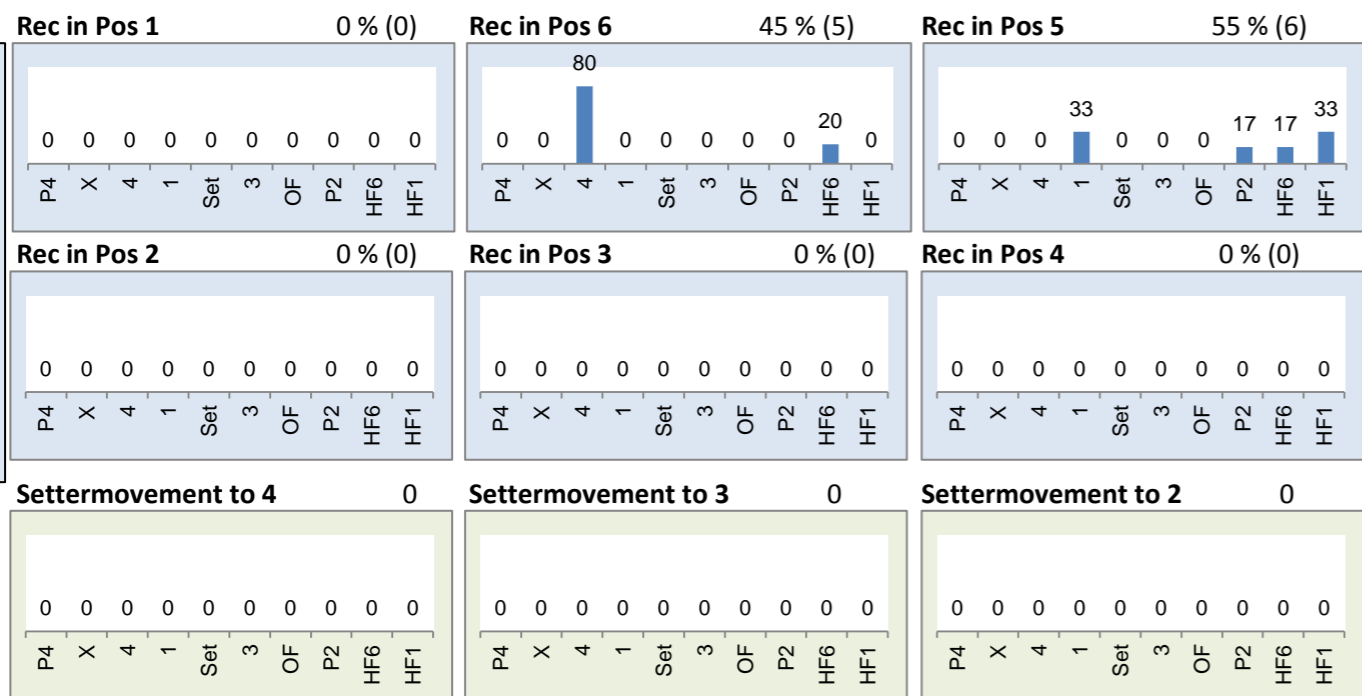 Rec in Pos 1 0 % (0) Rec in Pos 6 45 % (5) Rec in Pos 5 55 % (6)
80
33 33
20 17 17
0 0 0 0 0 0 0 0 0 0 0 0 0 0 0 0 0 0 0 0 0 0 0 0
P4 X 4 1 Set 3 OF P2 HF6 HF1 P4 X 4 1 Set 3 OF P2 HF6 HF1 P4 X 4 1 Set 3 OF P2 HF6 HF1
Rec in Pos 2 0 % (0) Rec in Pos 3 0 % (0) Rec in Pos 4 0 % (0)
0 0 0 0 0 0 0 0 0 0 0 0 0 0 0 0 0 0 0 0 0 0 0 0 0 0 0 0 0 0
P4 X 4 1 Set 3 OF P2 HF6 HF1 P4 X 4 1 Set 3 OF P2 HF6 HF1 P4 X 4 1 Set 3 OF P2 HF6 HF1
Settermovement to 4 0 Settermovement to 3 0 Settermovement to 2 0
0 0 0 0 0 0 0 0 0 0 0 0 0 0 0 0 0 0 0 0 0 0 0 0 0 0 0 0 0 0
P4 X 4 1 Set 3 OF P2 HF6 HF1 P4 X 4 1 Set 3 OF P2 HF6 HF1 P4 X 4 1 Set 3 OF P2 HF6 HF1